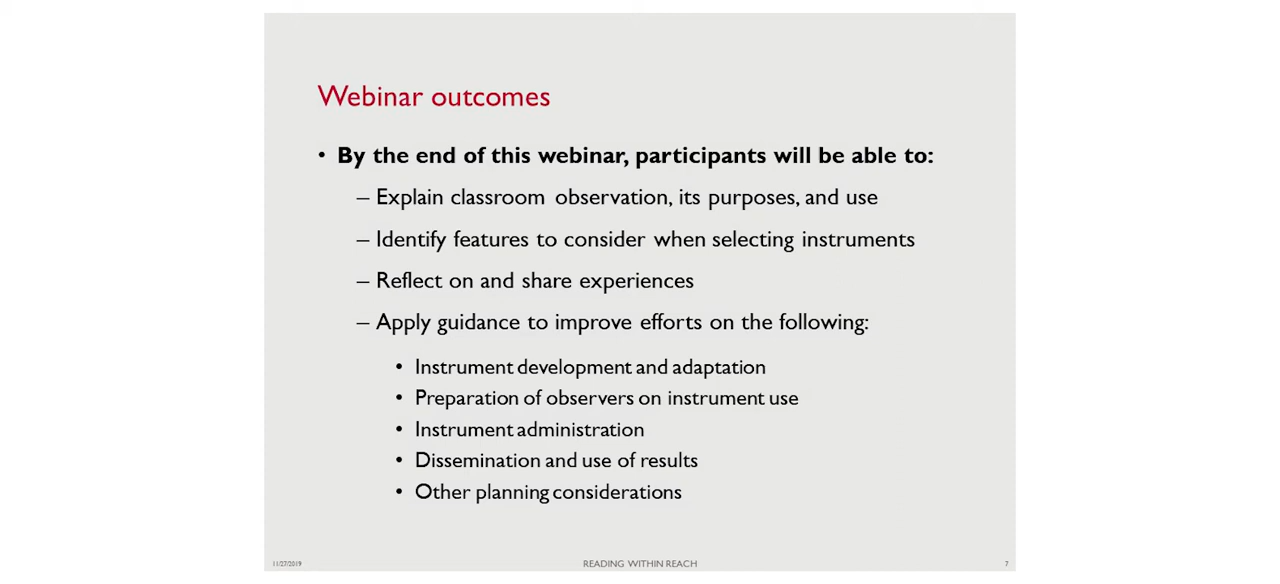 Webinar outcomes
• By the end of this webinar, participants will be able to:
– Explain classroom observation, its purposes, and use
– Identify features to consider when selecting instruments
– Reflect on and share experiences
– Apply guidance to improve efforts on the following:
• Instrument development and adaptation
• Preparation of observers on instrument use
• Instrument administration
• Dissemination and use of results
• Other planning considerations
11/27/2019 READING WITHIN REACH 7